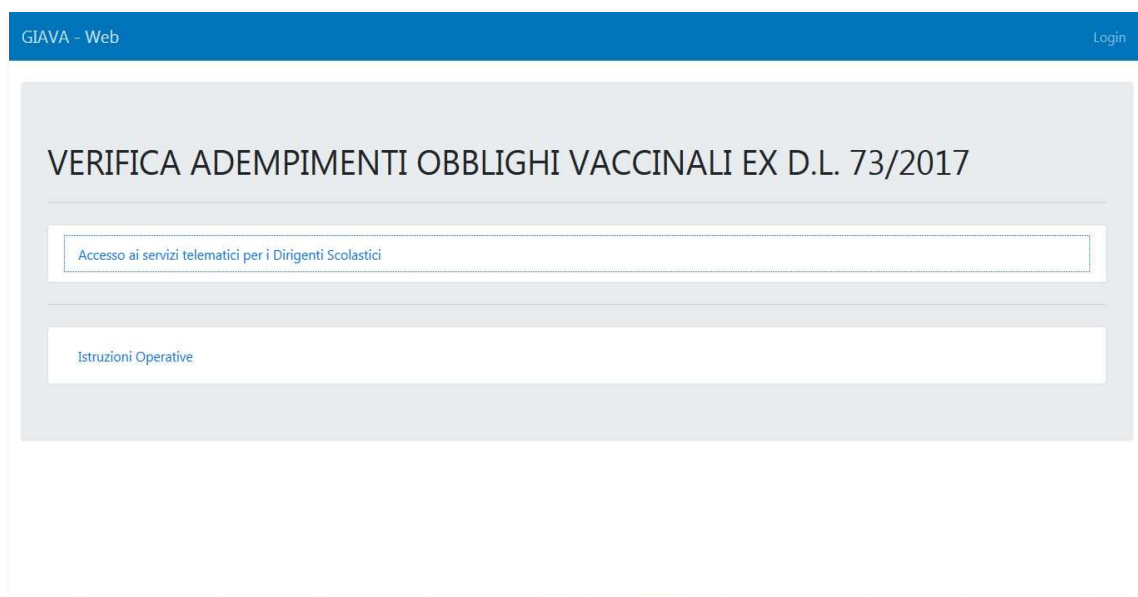 GIAVA - Web
Login
VERIFICA ADEMPIMENTI OBBLIGHI VACCINALI EX D.L. 73/2017
Accesso ai servizi telematici per i Dirigenti Scolastici
Istruzioni Operative